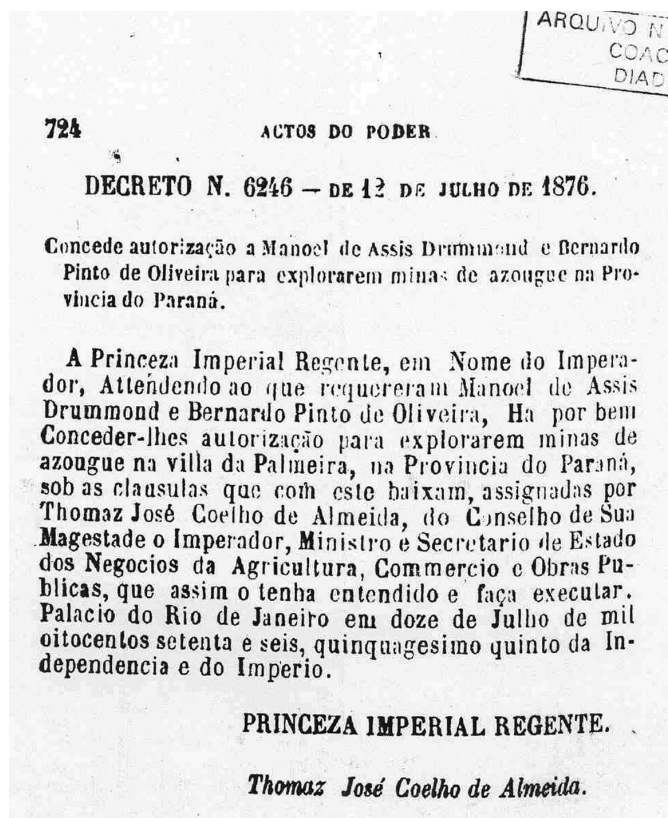 ARQUIVO N
COAC
DIAD
724
ACTOS DO PODER
DECRETO N. 6246 — DE 12 DE JULHO DE 1876.
Concede autorização a Manoel de Assis Drummond e Bernardo
Pinto de Oliveira para explorarem minas de azougue na Pro-
vincia do Paraná.
A Princeza Imperial Regente, em Nome do Impera-
dor, Attendendo ao que requereram Manoel de Assis
Drummond e Bernardo Pinto de Oliveira, Ha por bem
Conceder-lhes autorização para explorarem minas de
azougue na villa da Palmeira, na Provincia do Paraná,
sob as clausulas que com este baixam, assignadas por
Thomaz José Coelho de Almeida, do Conselho de Sua
Magestade o Imperador, Ministro e Secretario de Estado
dos Negocios da Agricultura, Commercio e Obras Pu-
blicas, que assim o tenha entendido e faça executar.
Palacio do Rio de Janeiro em doze de Julho de mil
oitocentos setenta e seis, quinquagesimo quinto da In-
dependencia e do Imperio.
PRINCEZA IMPERIAL REGENTE.
Thomaz José Coelho de Almeida.